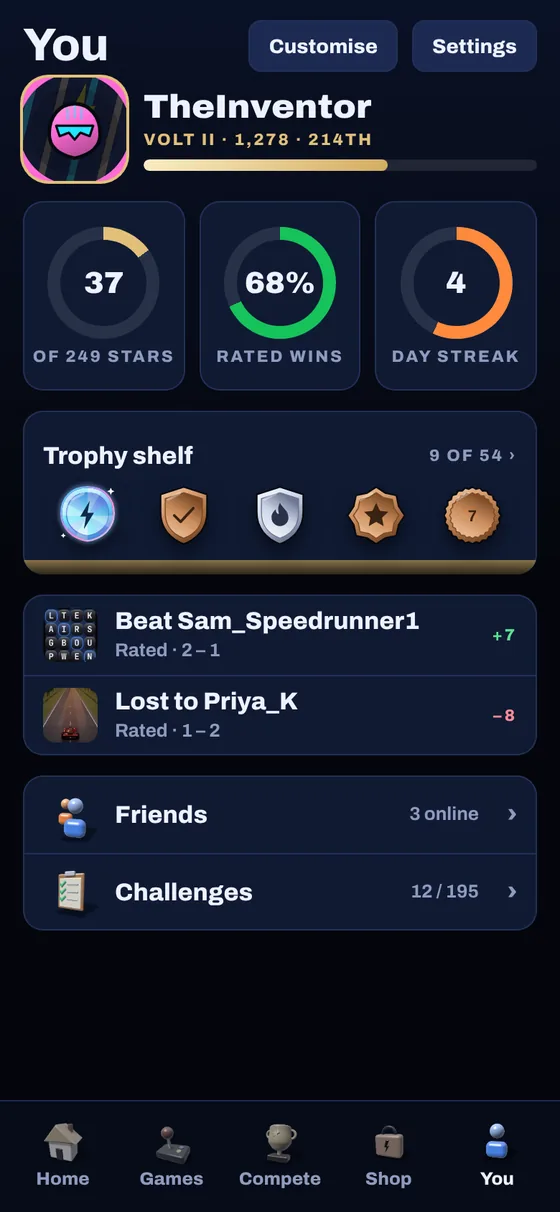 You
Customise
Settings
TheInventor
VOLT II · 1,278 · 214TH
37
OF 249 STARS
68%
RATED WINS
4
DAY STREAK
Trophy shelf
9 OF 54 ›
7
L T E K
A I R S
G B O U
P W E N
Beat Sam_Speedrunner1
Rated · 2 – 1
+7
Lost to Priya_K
Rated · 1 – 2
–8
Friends
3 online ›
Challenges
12 / 195 ›
Home
Games
Compete
Shop
You